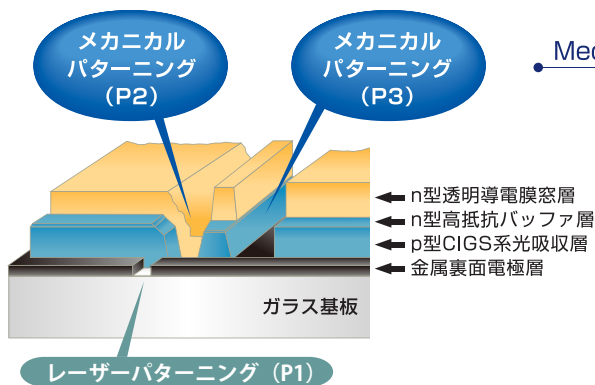 メカニカル
パターニング
（P2）
メカニカル
パターニング
（P3）
n型透明導電膜窓層
n型高抵抗バッファ層
p型CIGS系光吸収層
金属裏面電極層
ガラス基板
レーザーパターニング（P1）